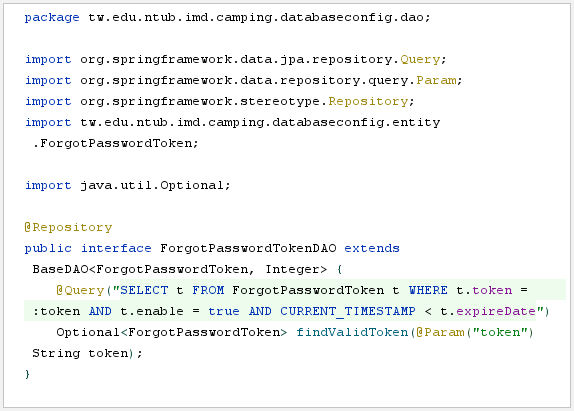 package tw.edu.ntub.imd.camping.databaseconfig.dao;
import org.springframework.data.jpa.repository.Query;
import org.springframework.data.repository.query.Param;
import org.springframework.stereotype.Repository;
import tw.edu.ntub.imd.camping.databaseconfig.entity
.ForgotPasswordToken;
import java.util.Optional;
@Repository
public interface ForgotPasswordTokenDAO extends
BaseDAO<ForgotPasswordToken, Integer> {
@Query("SELECT t FROM ForgotPasswordToken t WHERE t.token =
:token AND t.enable = true AND CURRENT_TIMESTAMP < t.expireDate")
Optional<ForgotPasswordToken> findValidToken(@Param("token")
String token);
}